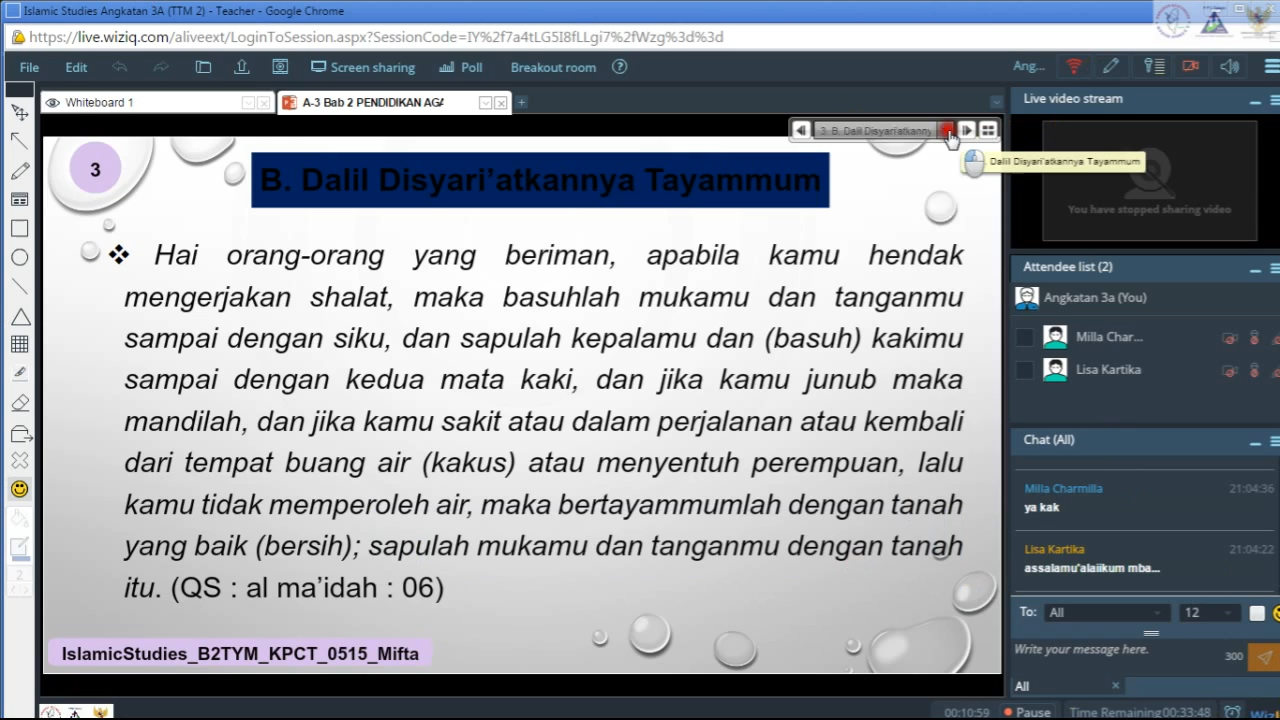 Islamic Studies Angkatan 3A (TTM 2) - Teacher - Google Chrome
https://live.wiziq.com/aliveext/LoginToSession.aspx?SessionCode=IY%2f7a4tLG5I8fLLgi7%2fWzg%3d%3d
File Edit Screen sharing Poll Breakout room ? Ang...
Whiteboard 1
A-3 Bab 2 PENDIDIKAN AGA
3. B. Dalil Disyari'atkanny
Dalil Disyari'atkannya Tayammum
3
B. Dalil Disyari’atkannya Tayammum
Hai orang-orang yang beriman, apabila kamu hendak
mengerjakan shalat, maka basuhlah mukamu dan tanganmu
sampai dengan siku, dan sapulah kepalamu dan (basuh) kakimu
sampai dengan kedua mata kaki, dan jika kamu junub maka
mandilah, dan jika kamu sakit atau dalam perjalanan atau kembali
dari tempat buang air (kakus) atau menyentuh perempuan, lalu
kamu tidak memperoleh air, maka bertayammumlah dengan tanah
yang baik (bersih); sapulah mukamu dan tanganmu dengan tanah
itu. (QS : al ma’idah : 06)
IslamicStudies_B2TYM_KPCT_0515_Mifta
Live video stream
You have stopped sharing video
Attendee list (2)
Angkatan 3a (You)
Milla Char...
Lisa Kartika
Chat (All)
Milla Charmilla 21:04:36
ya kak
Lisa Kartika 21:04:22
assalamu'alaiikum mba...
To: All 12
Write your message here. 300
All
2
00:10:59 Pause Time Remaining 00:33:48